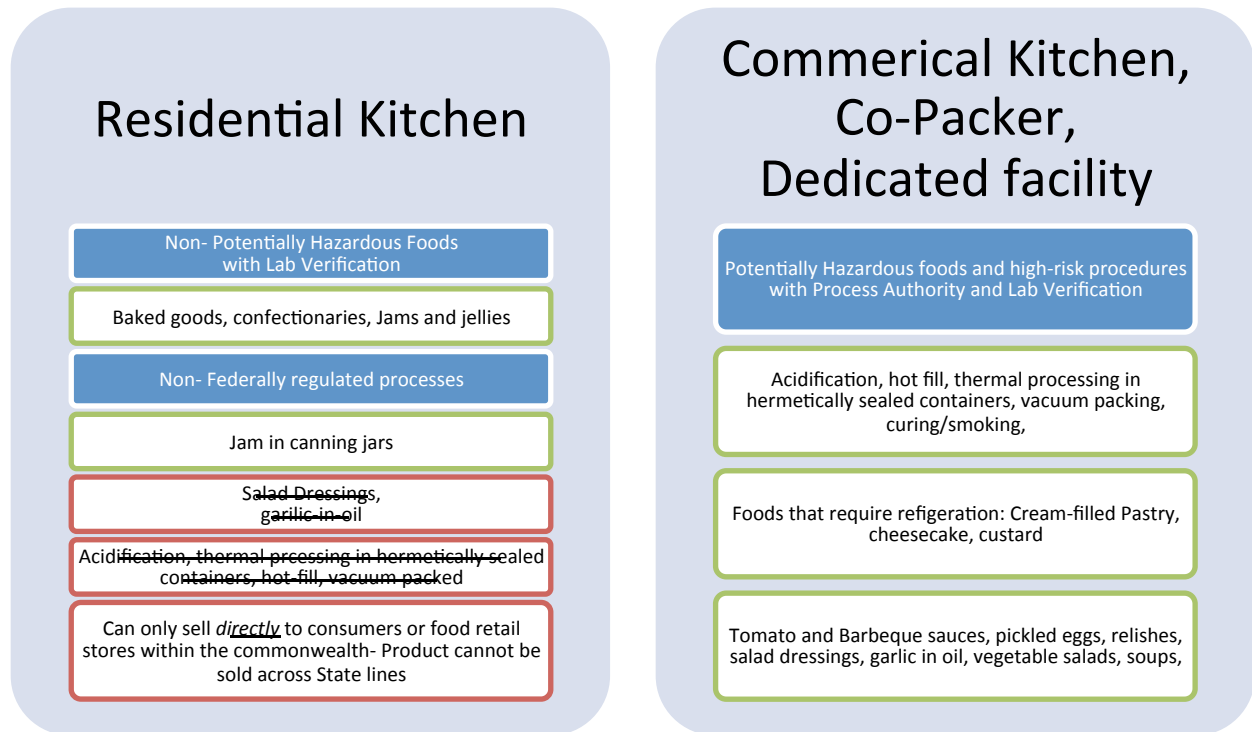 Residential Kitchen
Non- Potentially Hazardous Foods
with Lab Verification
Baked goods, confectionaries, Jams and jellies
Non- Federally regulated processes
Jam in canning jars
Salad Dressings,
garilic-in-oil
Acidification, thermal prcessing in hermetically sealed
containers, hot-fill, vacuum packed
Can only sell directly to consumers or food retail
stores within the commonwealth- Product cannot be
sold across State lines
Commerical Kitchen,
Co-Packer,
Dedicated facility
Potentially Hazardous foods and high-risk procedures
with Process Authority and Lab Verification
Acidification, hot fill, thermal processing in
hermetically sealed containers, vacuum packing,
curing/smoking,
Foods that require refigeration: Cream-filled Pastry,
cheesecake, custard
Tomato and Barbeque sauces, pickled eggs, relishes,
salad dressings, garlic in oil, vegetable salads, soups,